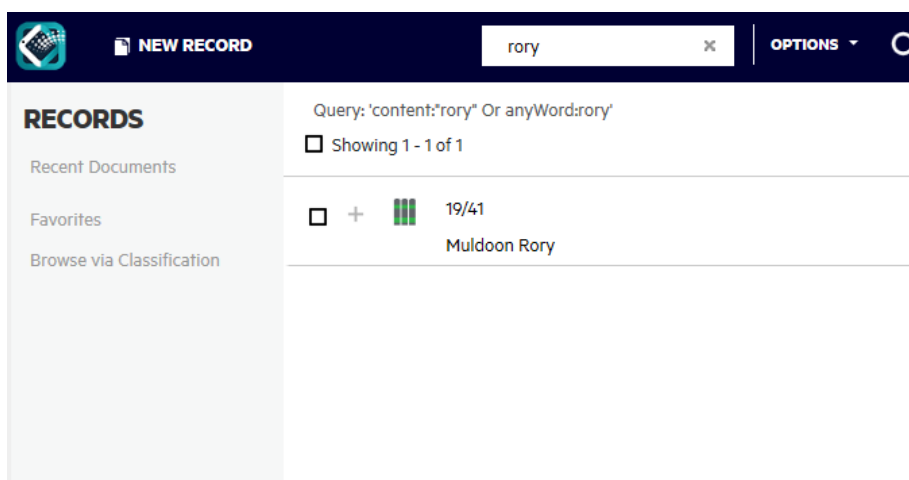 NEW RECORD
rory
OPTIONS
RECORDS
Recent Documents
Favorites
Browse via Classification
Query: 'content:"rory" Or anyWord:rory'
Showing 1 - 1 of 1
19/41
Muldoon Rory